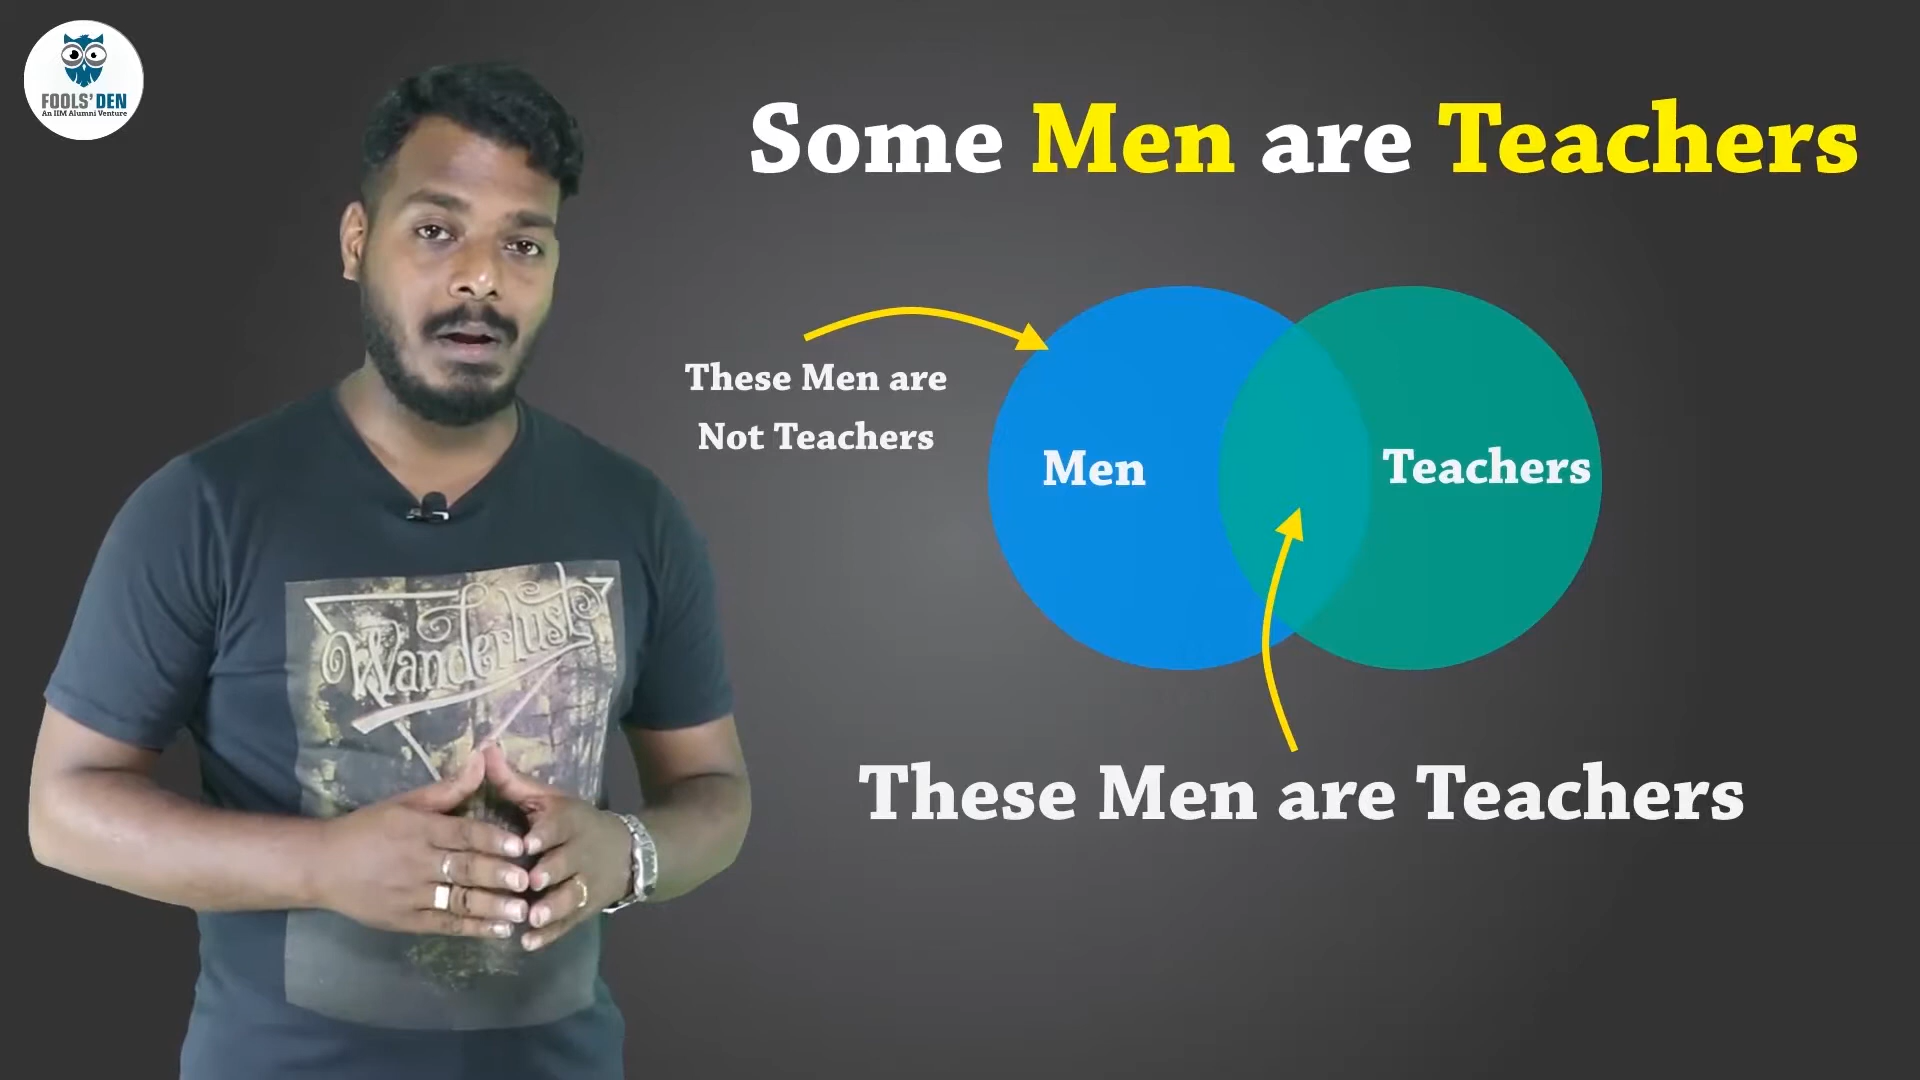 FOOLS' DEN
An IIM Alumni Venture
Some Men are Teachers
These Men are
Not Teachers
Men
Teachers
Wanderlust
These Men are Teachers